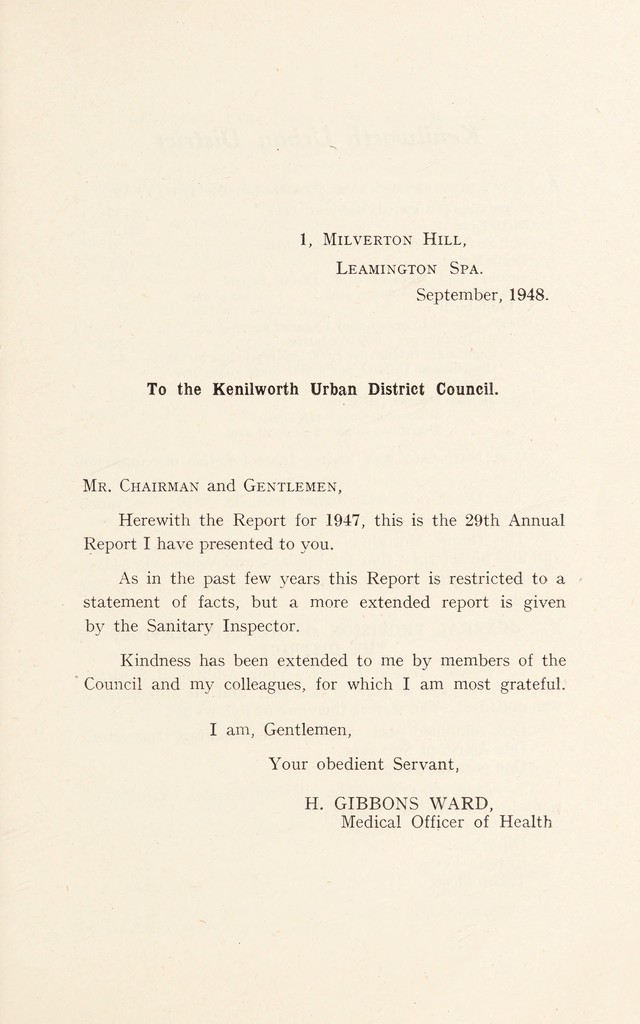 1, Milverton Hill,
Leamington Spa.
September, 1948.
To the Kenilworth Urban District Council.
Mr. Chairman and Gentlemen,
Herewith the Report for 1947, this is the 29th Annual
Report I have presented to you.
As in the past few years this Report is restricted to a
statement of facts, but a more extended report is given
by the Sanitary Inspector.
Kindness has been extended to me by members of the
Council and my colleagues, for which I am most grateful.
I am, Gentlemen,
Your obedient Servant,
H. GIBBONS WARD,
Medical Officer of Health